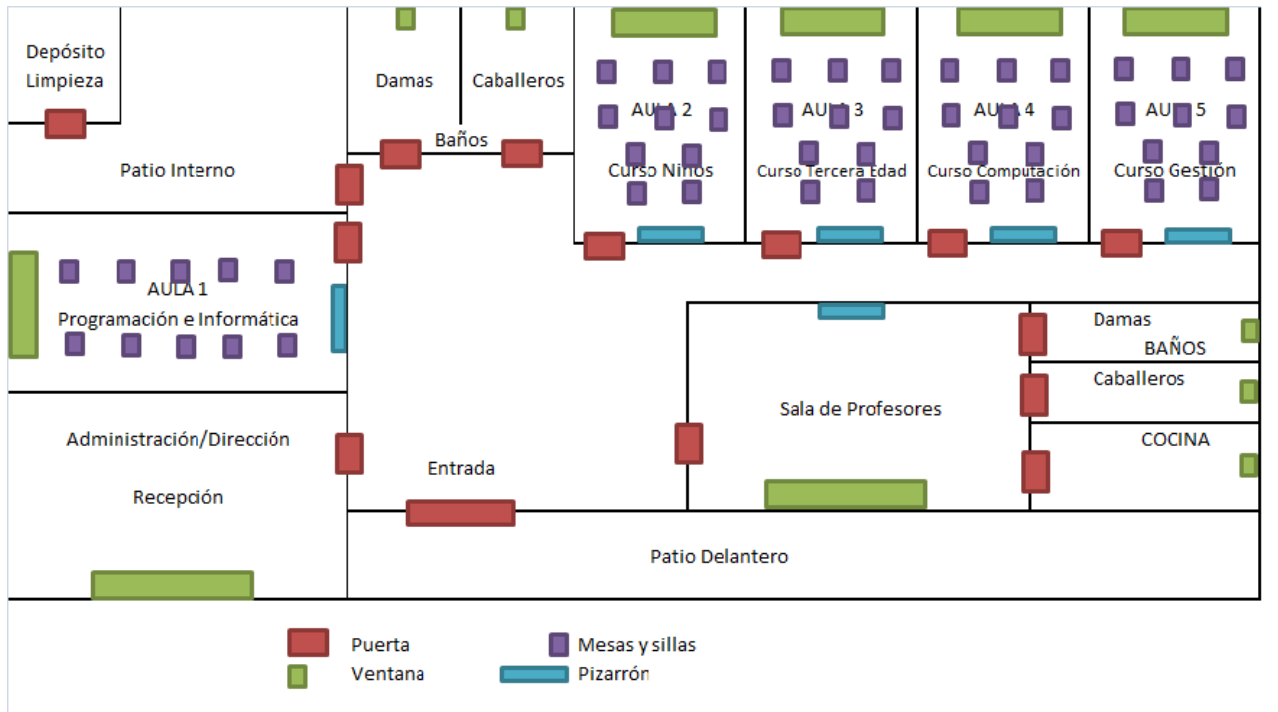 Depósito
Limpieza
Damas
Caballeros
Baños
Patio Interno
AULA 2
Curso Niños
AULA 3
Curso Tercera Edad
AULA 4
Curso Computación
AULA 5
Curso Gestión
AULA 1
Programación e Informática
Damas
BAÑOS
Caballeros
COCINA
Sala de Profesores
Administración/Dirección
Recepción
Entrada
Patio Delantero
Puerta
Mesas y sillas
Ventana
Pizarrón